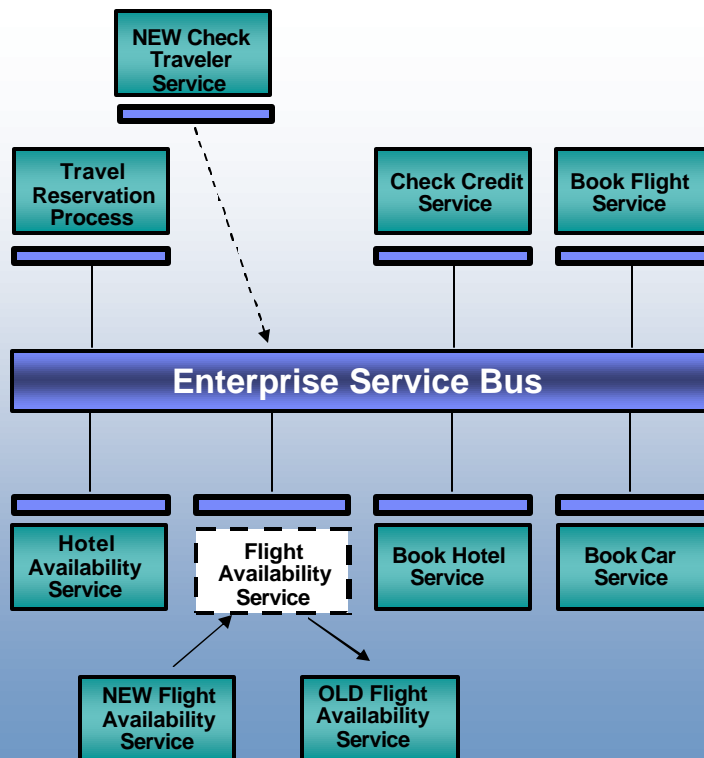 NEW Check
Traveler
Service
Travel
Reservation
Process
Check Credit
Service
Book Flight
Service
Enterprise Service Bus
Hotel
Availability
Service
Flight
Availability
Service
Book Hotel
Service
Book Car
Service
NEW Flight
Availability
Service
OLD Flight
Availability
Service